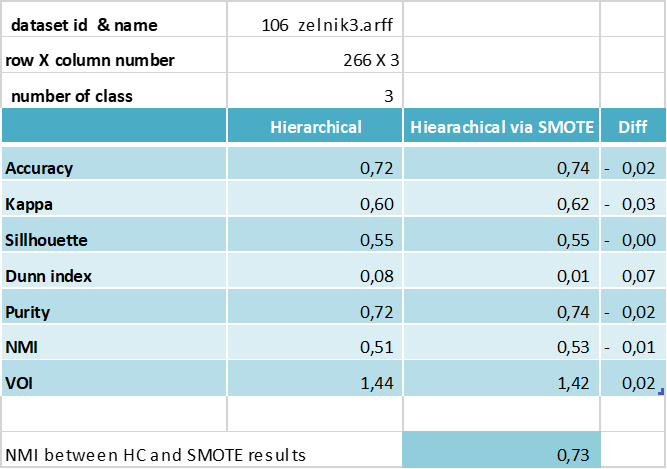 dataset id & name 106 zelnik3.arff
row X column number 266 X 3
number of class 3
Hierarchical Hiearachical via SMOTE Diff
Accuracy 0,72 0,74 - 0,02
Kappa 0,60 0,62 - 0,03
Sillhouette 0,55 0,55 - 0,00
Dunn index 0,08 0,01 0,07
Purity 0,72 0,74 - 0,02
NMI 0,51 0,53 - 0,01
VOI 1,44 1,42 0,02
NMI between HC and SMOTE results 0,73